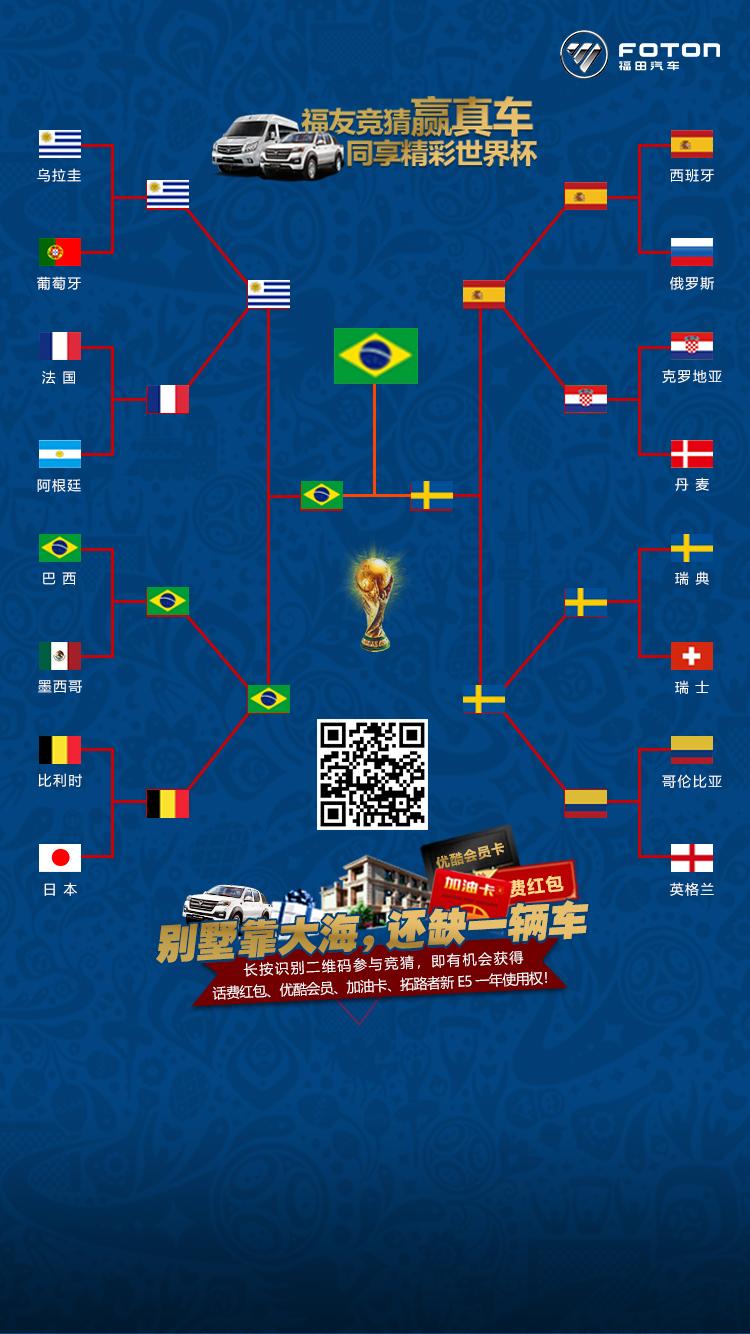 FOTON
福田汽车
福友竞猜赢真车
同享精彩世界杯
乌拉圭
西班牙
葡萄牙
俄罗斯
法 国
克罗地亚
阿根廷
丹 麦
巴 西
瑞 典
墨西哥
瑞 士
比利时
哥伦比亚
日 本
英格兰
优酷会员卡
加油卡
费红包
别墅靠大海,还缺一辆车
长按识别二维码参与竞猜，即有机会获得
话费红包、优酷会员、加油卡、拓路者新 E5 一年使用权!